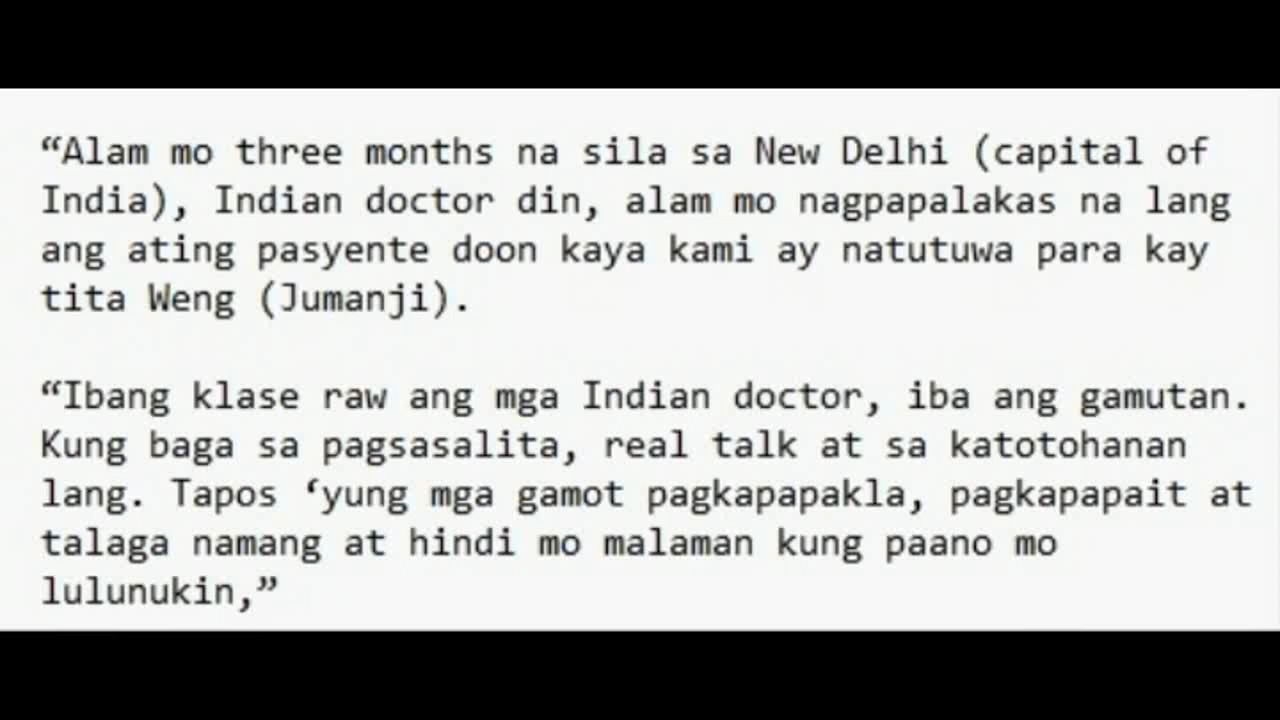 “Alam mo three months na sila sa New Delhi (capital of
India), Indian doctor din, alam mo nagpapalakas na lang
ang ating pasyente doon kaya kami ay natutuwa para kay
tita Weng (Jumanji).
“Ibang klase raw ang mga Indian doctor, iba ang gamutan.
Kung baga sa pagsasalita, real talk at sa katotohanan
lang. Tapos ‘yung mga gamot pagkapapakla, pagkapapait at
talaga namang at hindi mo malaman kung paano mo
lulunukin,”